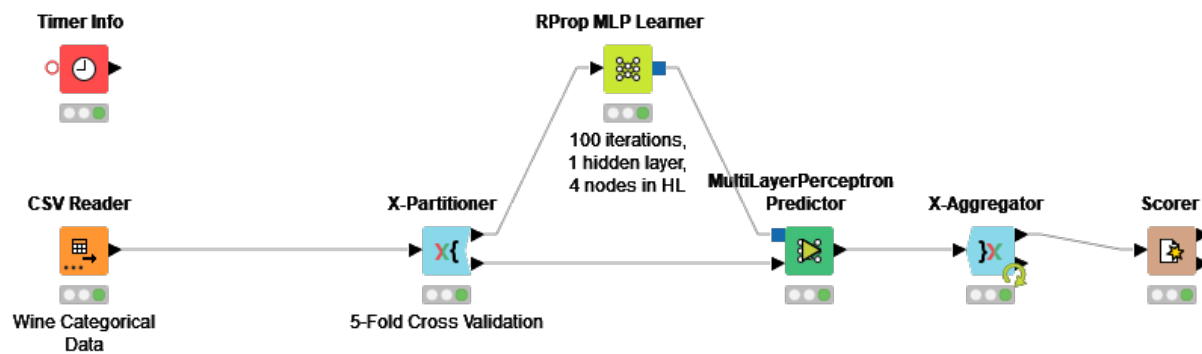 Timer Info
RProp MLP Learner
100 iterations,
1 hidden layer,
4 nodes in HL
CSV Reader
Wine Categorical
Data
X-Partitioner
5-Fold Cross Validation
MultiLayerPerceptron
Predictor
X-Aggregator
Scorer